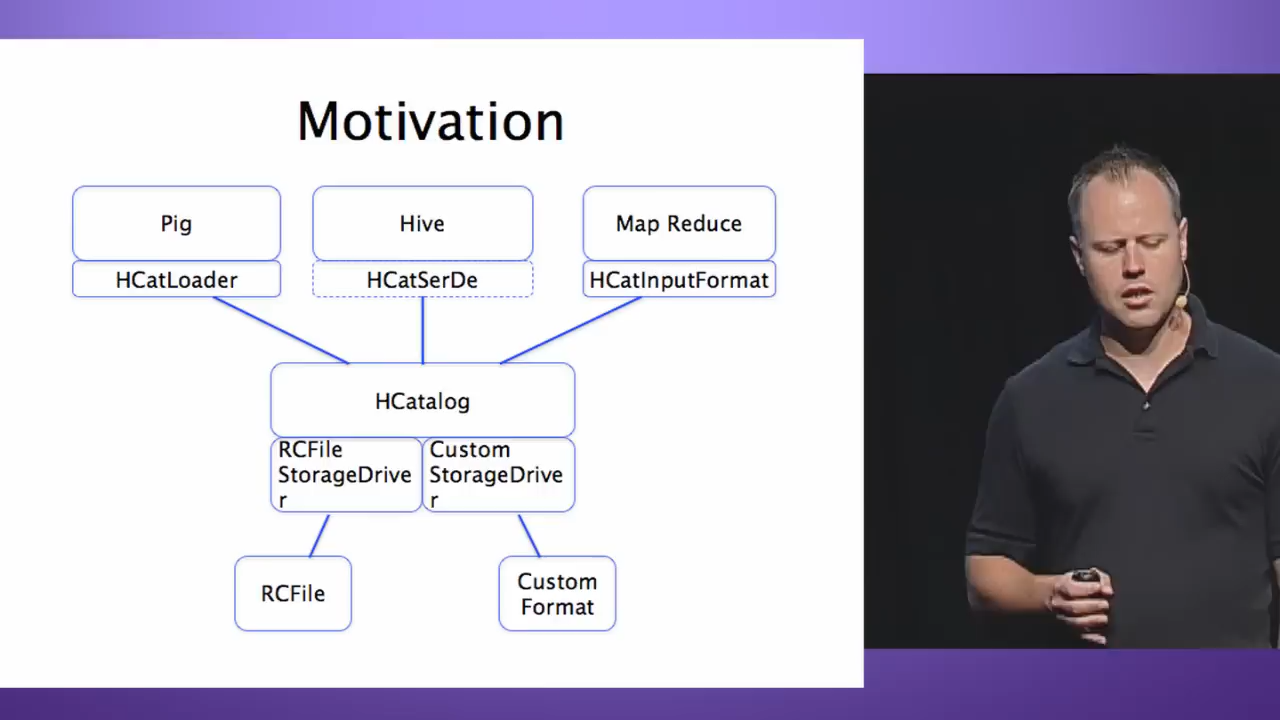 Motivation
Pig
Hive
Map Reduce
HCatLoader
HCatSerDe
HCatInputFormat
HCatalog
RCFile
StorageDrive
r
Custom
StorageDrive
r
RCFile
Custom
Format